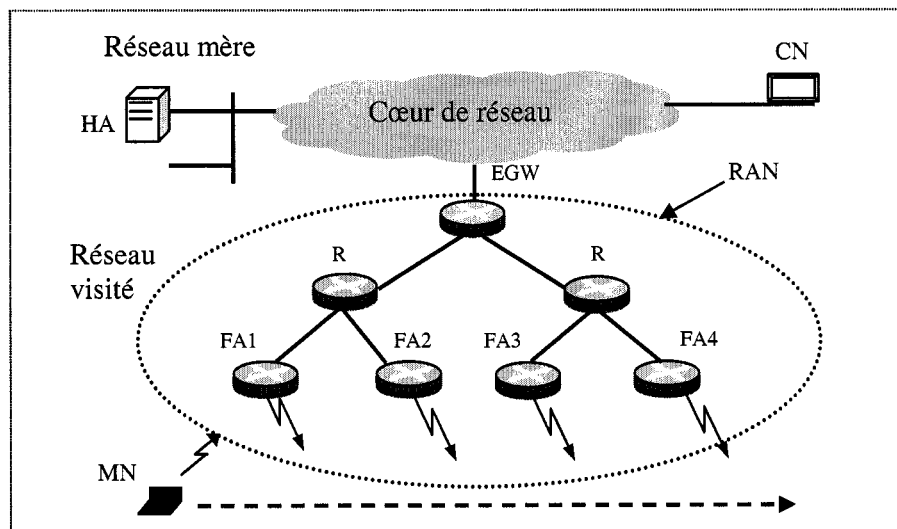 Réseau mère
CN
HA
Cœur de réseau
EGW
RAN
Réseau
visité
R
R
FA1
FA2
FA3
FA4
MN